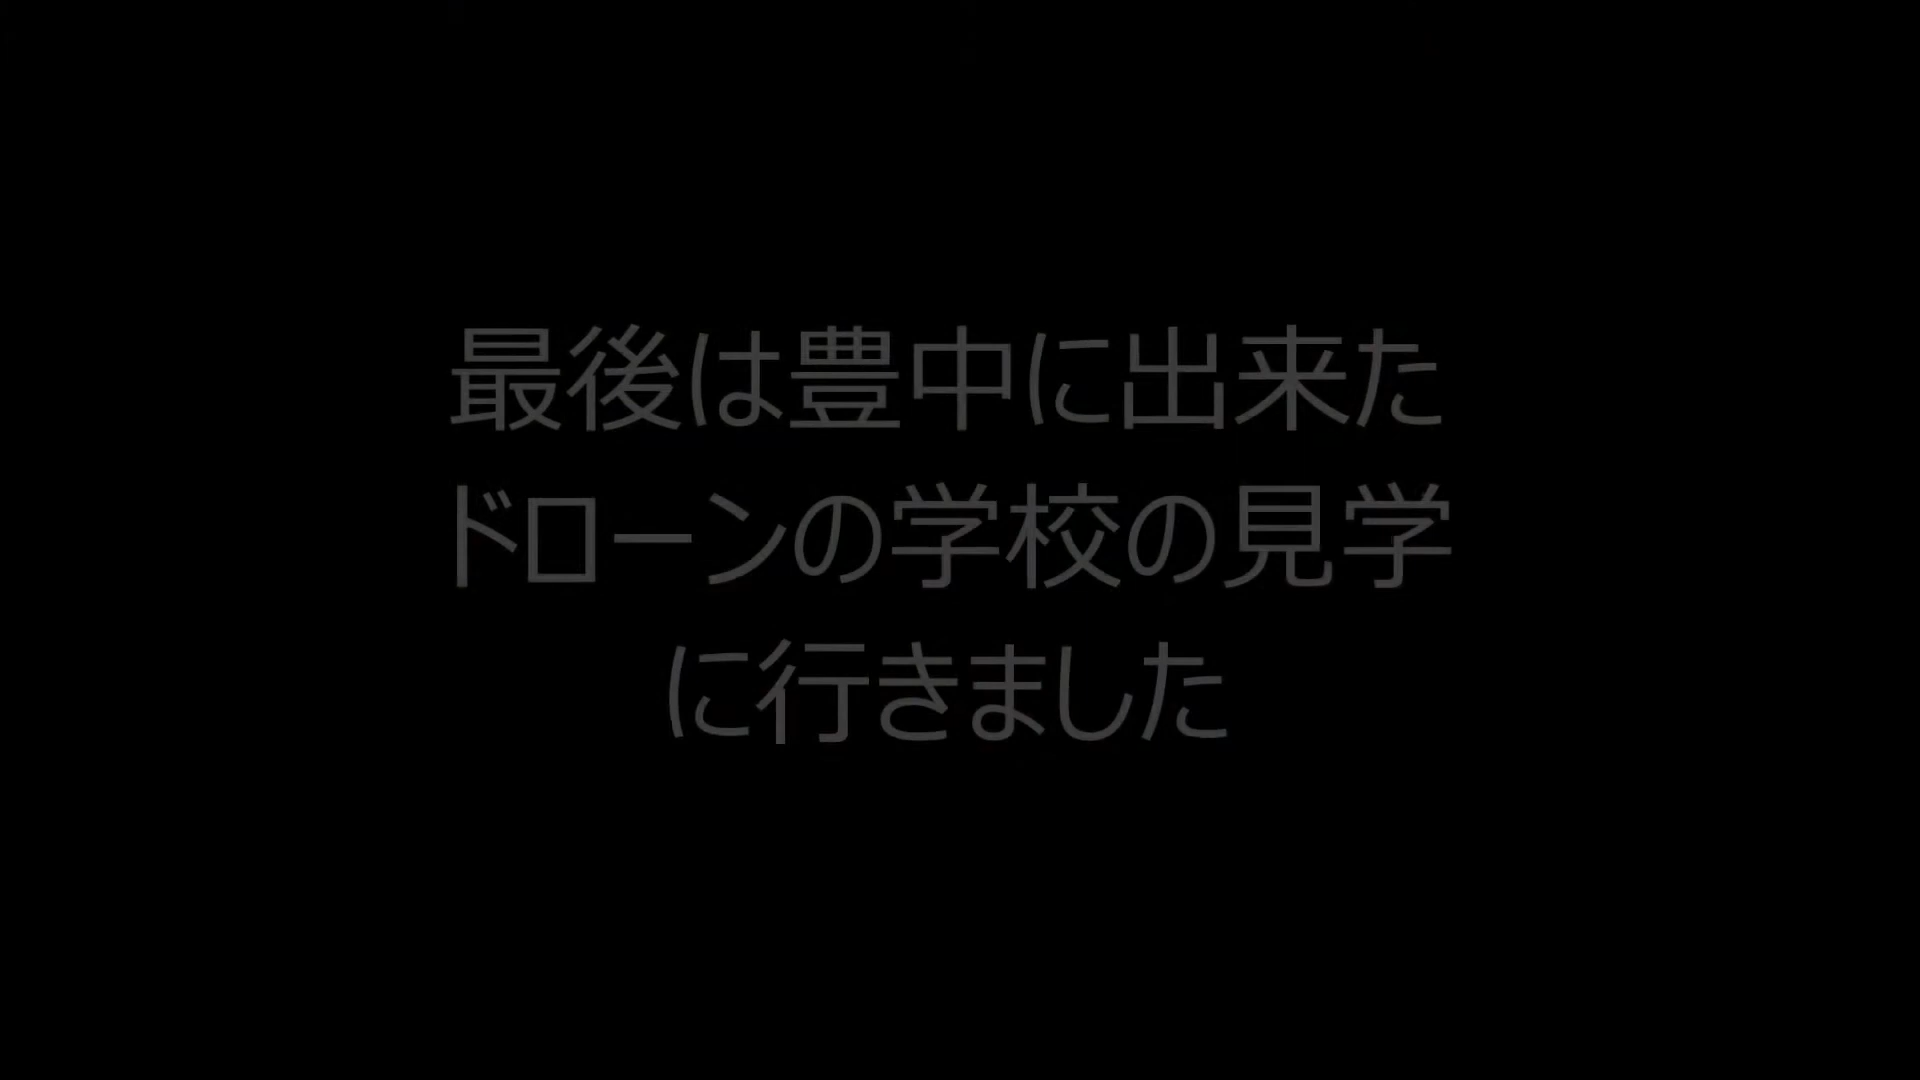 最後は豊中に出来た
ドローンの学校の見学
に行きました